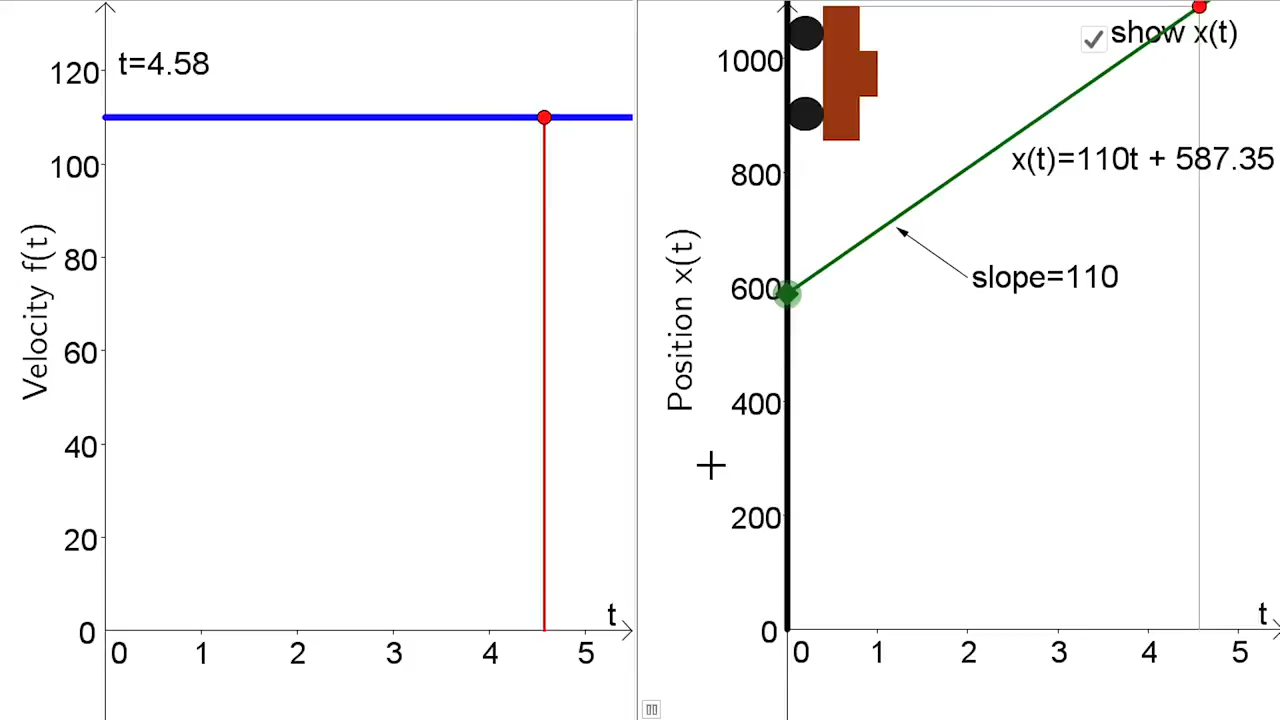 t=4.58
120
100
80
60
40
20
0
Velocity f(t)
0 1 2 3 4 5
t
show x(t)
1000
800
600
400
200
0
Position x(t)
x(t)=110t + 587.35
slope=110
0 1 2 3 4 5
t